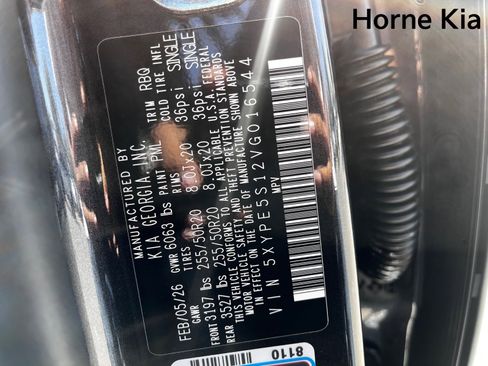 Horne Kia
MANUFACTURED BY
KIA GEORGIA, INC.
FEB/05/26 PAINT PNL TRIM RBQ
GVWR 6063 lbs
GAWR TIRES RIMS COLD TIRE INFL
FRONT 3197 lbs 255/50R20 8.0Jx20 36psi SINGLE
REAR 3527 lbs 255/50R20 8.0Jx20 36psi SINGLE
THIS VEHICLE CONFORMS TO ALL APPLICABLE U.S.A. FEDERAL
MOTOR VEHICLE SAFETY AND THEFT PREVENTION STANDARDS
IN EFFECT ON THE DATE OF MANUFACTURE SHOWN ABOVE
VIN 5XYPE5S12VG016544
MPV
8110